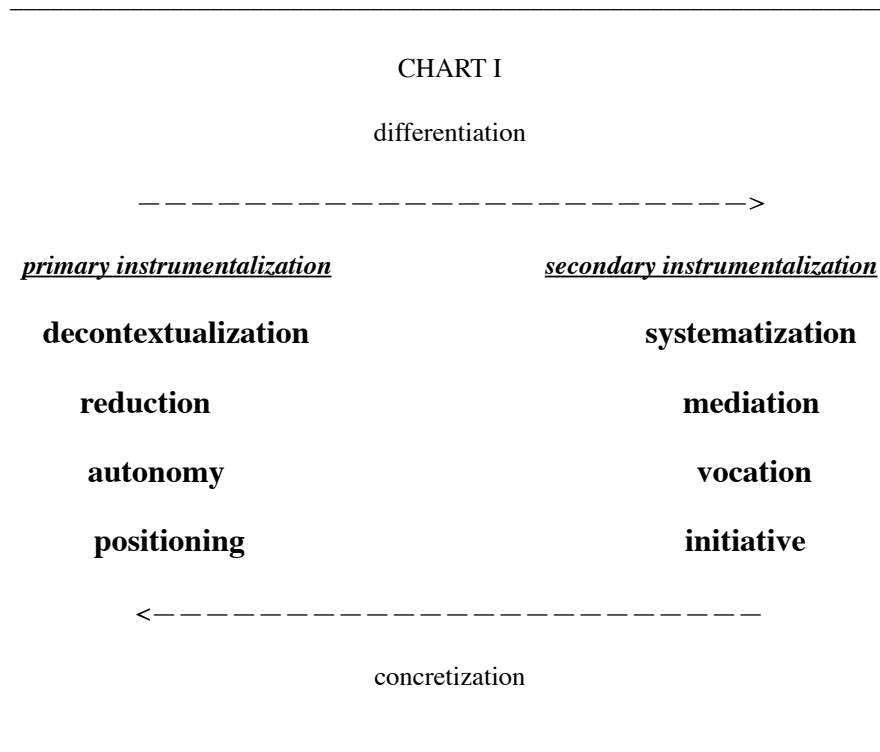 CHART I
differentiation
— — — — — — — — — — — — — — — — — — — — — — —>
primary instrumentalization secondary instrumentalization
decontextualization systematization
reduction mediation
autonomy vocation
positioning initiative
<— — — — — — — — — — — — — — — — — — — — — — —
concretization